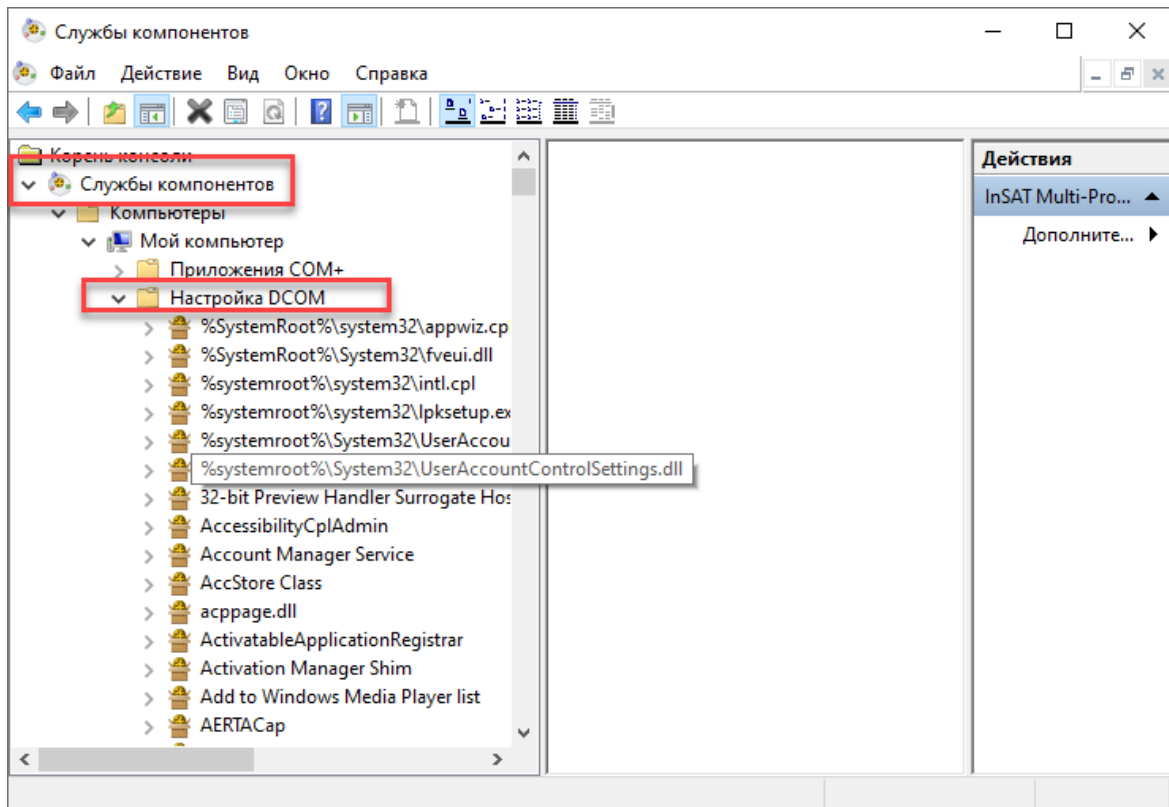 Службы компонентов
Файл Действие Вид Окно Справка
Корень консоли
Службы компонентов
Компьютеры
Мой компьютер
Приложения COM+
Настройка DCOM
%SystemRoot%\system32\appwiz.cp
%SystemRoot%\System32\fveui.dll
%systemroot%\system32\intl.cpl
%systemroot%\system32\lpksetup.ex
%systemroot%\System32\UserAccou
%systemroot%\System32\UserAccountControlSettings.dll
32-bit Preview Handler Surrogate Hos
AccessibilityCplAdmin
Account Manager Service
AccStore Class
acppage.dll
ActivatableApplicationRegistrar
Activation Manager Shim
Add to Windows Media Player list
AERTACap
Действия
InSAT Multi-Pro...
Дополните...